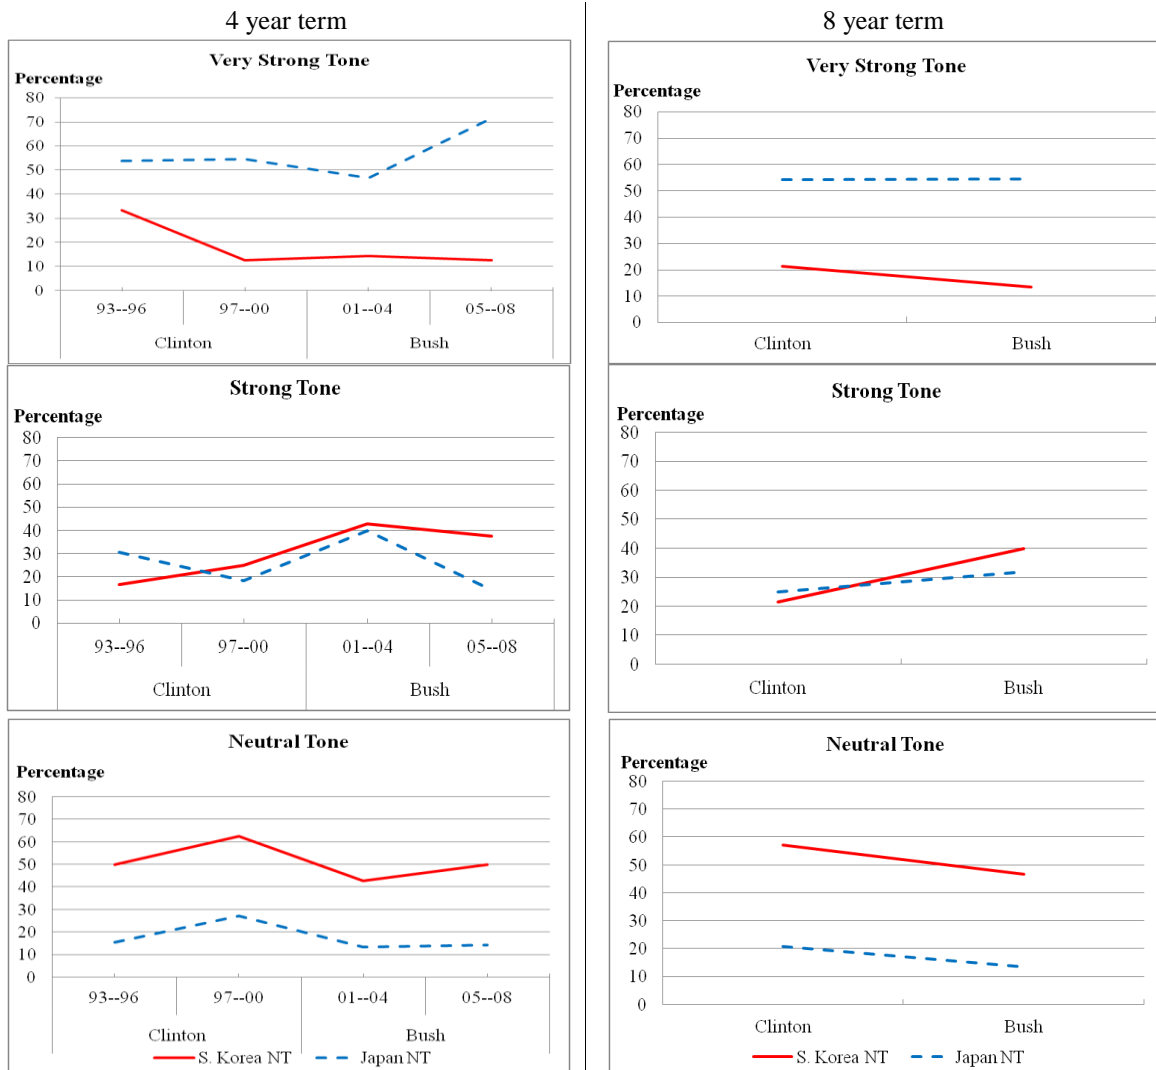 4 year term
Very Strong Tone
Percentage
80
70
60
50
40
30
20
10
0
93--96 97--00 01--04 05--08
Clinton Bush
Strong Tone
Percentage
80
70
60
50
40
30
20
10
0
93--96 97--00 01--04 05--08
Clinton Bush
Neutral Tone
Percentage
80
70
60
50
40
30
20
10
0
93--96 97--00 01--04 05--08
Clinton Bush
S. Korea NT Japan NT
8 year term
Very Strong Tone
Percentage
80
70
60
50
40
30
20
10
0
Clinton Bush
Strong Tone
Percentage
80
70
60
50
40
30
20
10
0
Clinton Bush
Neutral Tone
Percentage
80
70
60
50
40
30
20
10
0
Clinton Bush
S. Korea NT Japan NT